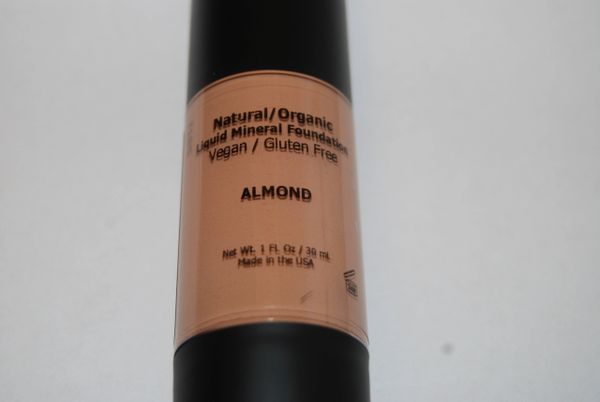 Natural/Organic
Liquid Mineral Foundation
Vegan / Gluten Free
ALMOND
Net Wt. 1 FL Oz / 30 mL
Made in the USA